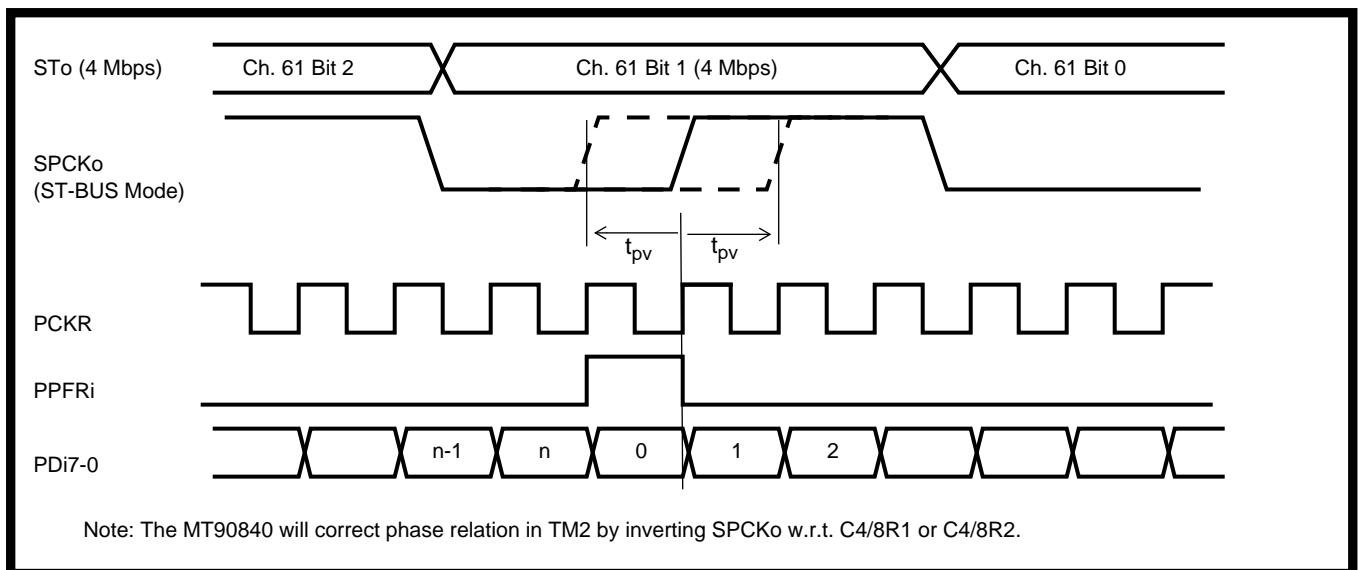 STo (4 Mbps)
Ch. 61 Bit 2
Ch. 61 Bit 1 (4 Mbps)
Ch. 61 Bit 0
SPCKo
(ST-BUS Mode)
tpv
tpv
PCKR
PPFRi
PDi7-0
n-1
n
0
1
2
Note: The MT90840 will correct phase relation in TM2 by inverting SPCKo w.r.t. C4/8R1 or C4/8R2.